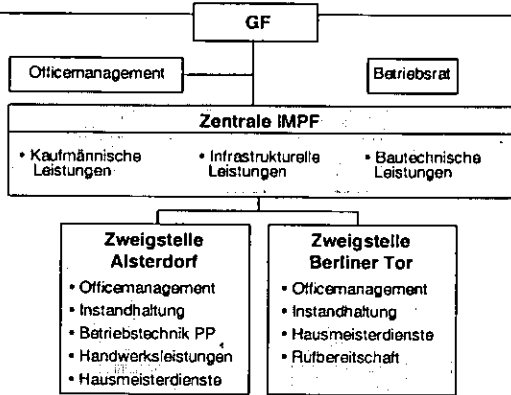 GF
Officemanagement
Betriebsrat
Zentrale IMPF
• Kaufmännische
Leistungen
• Infrastrukturelle
Leistungen
• Bautechnische
Leistungen
Zweigstelle
Alsterdorf
• Officemanagement
• Instandhaltung
• Betriebstechnik PP
• Handwerksleistungen
• Hausmeisterdienste
Zweigstelle
Berliner Tor
• Officemanagement
• Instandhaltung
• Hausmeisterdienste
• Rufbereitschaft